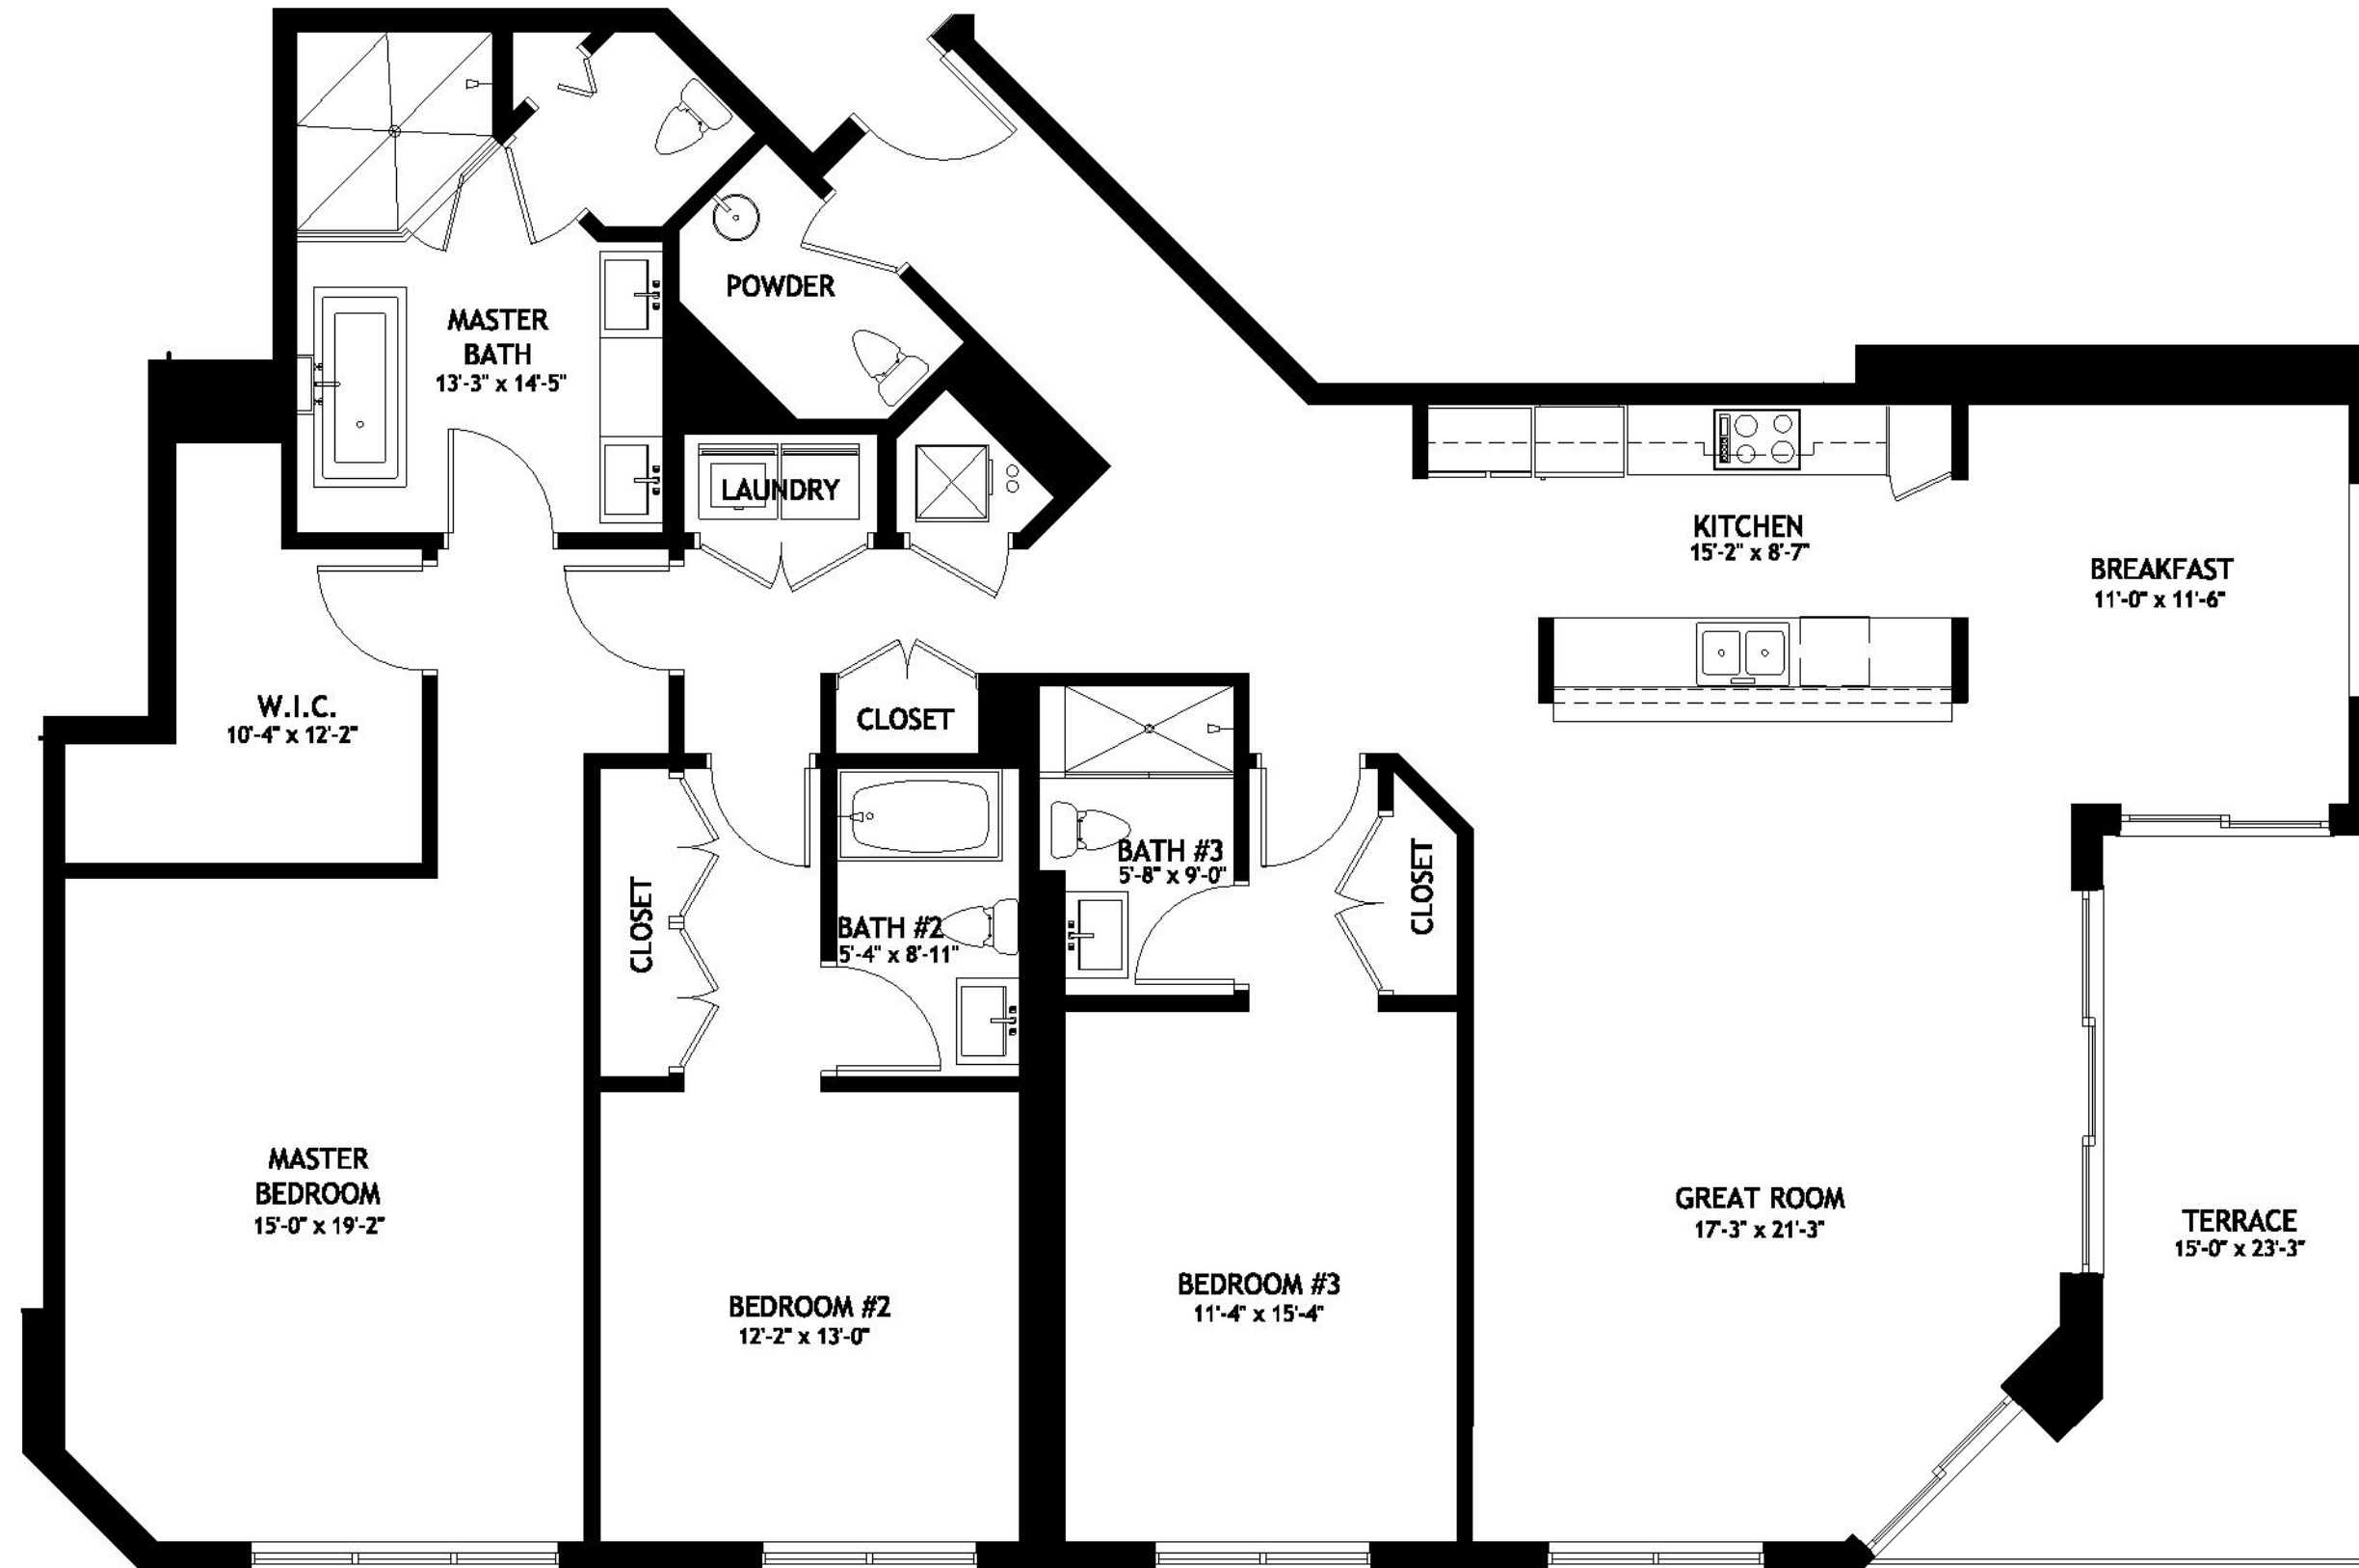 POWDER
MASTER
BATH
13'-3" x 14'-5"
LAUNDRY
KITCHEN
15'-2" x 8'-7"
BREAKFAST
11'-0" x 11'-6"
W.I.C.
10'-4" x 12'-2"
CLOSET
CLOSET
BATH #2
5'-4" x 8'-11"
BATH #3
5'-8" x 9'-0"
CLOSET
MASTER
BEDROOM
15'-0" x 19'-2"
BEDROOM #2
12'-2" x 13'-0"
BEDROOM #3
11'-4" x 15'-4"
GREAT ROOM
17'-3" x 21'-3"
TERRACE
15'-0" x 23'-3"